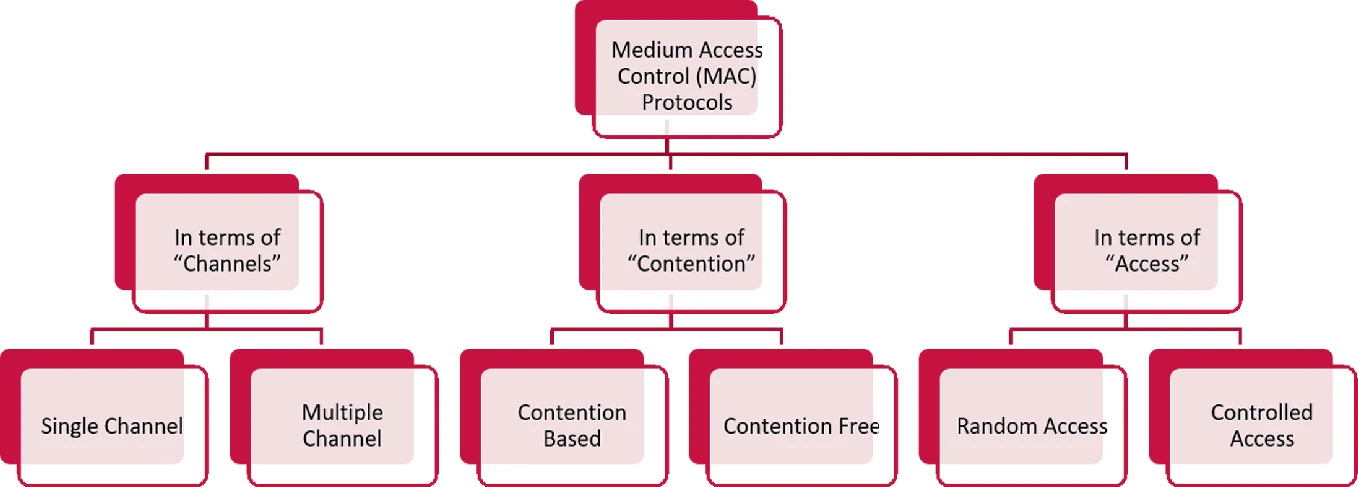 Medium Access
Control (MAC)
Protocols
In terms of
“Channels”
In terms of
“Contention”
In terms of
“Access”
Single Channel
Multiple
Channel
Contention
Based
Contention Free
Random Access
Controlled
Access